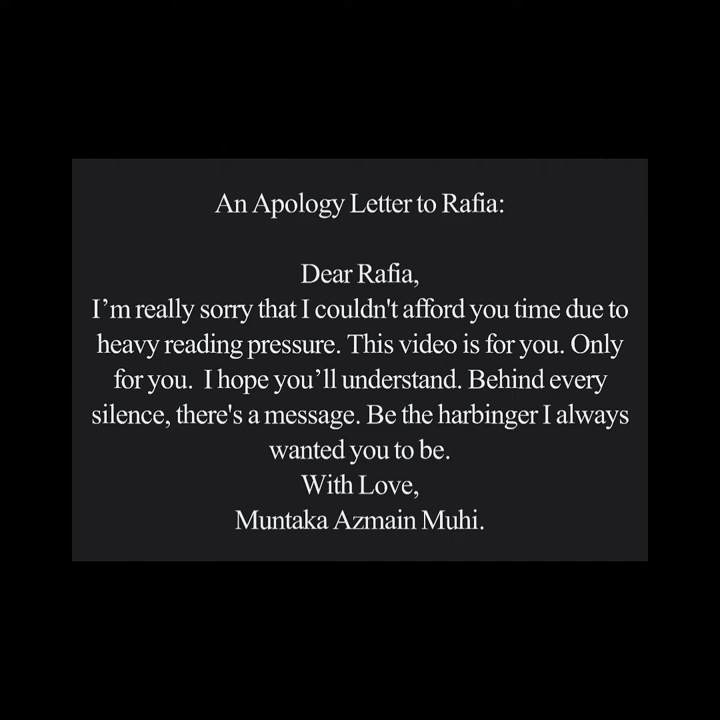 An Apology Letter to Rafia:
Dear Rafia,
I’m really sorry that I couldn't afford you time due to
heavy reading pressure. This video is for you. Only
for you.  I hope you’ll understand. Behind every
silence, there's a message. Be the harbinger I always
wanted you to be.
With Love,
Muntaka Azmain Muhi.